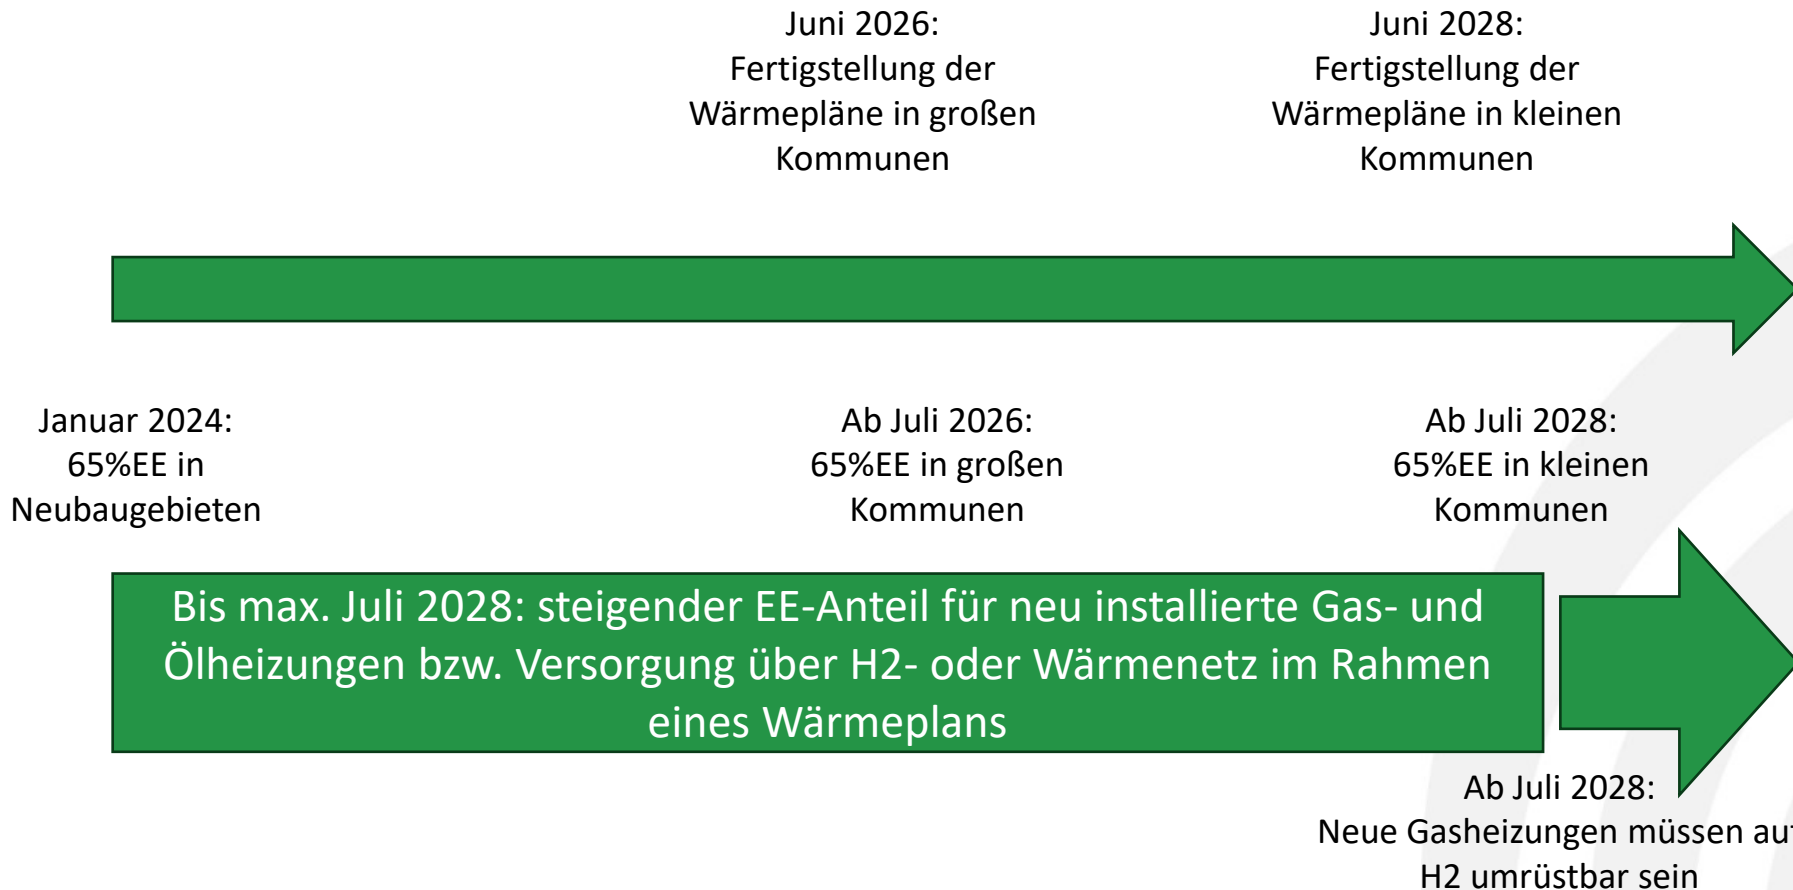 Juni 2026:
Fertigstellung der
Wärmepläne in großen
Kommunen
Juni 2028:
Fertigstellung der
Wärmepläne in kleinen
Kommunen
Januar 2024:
65%EE in
Neubaugebieten
Ab Juli 2026:
65%EE in großen
Kommunen
Ab Juli 2028:
65%EE in kleinen
Kommunen
Bis max. Juli 2028: steigender EE-Anteil für neu installierte Gas- und
Ölheizungen bzw. Versorgung über H2- oder Wärmenetz im Rahmen
eines Wärmeplans
Ab Juli 2028:
Neue Gasheizungen müssen auf
H2 umrüstbar sein